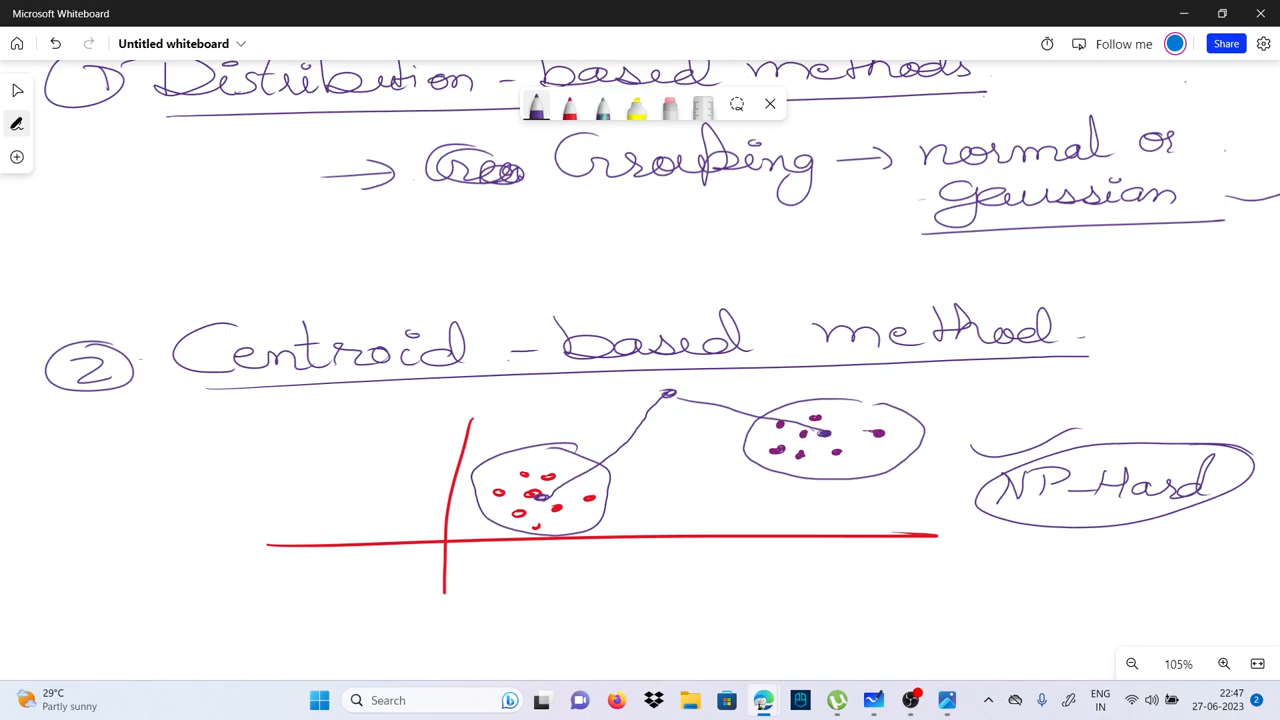 Microsoft Whiteboard
Untitled whiteboard
Follow me
Share
① Distribution - based methods
→ Grouping → normal or
gaussian
② Centroid - based method
NP-Hard
105%
29°C
Partly sunny
Search
ENG
IN
22:47
27-06-2023
2